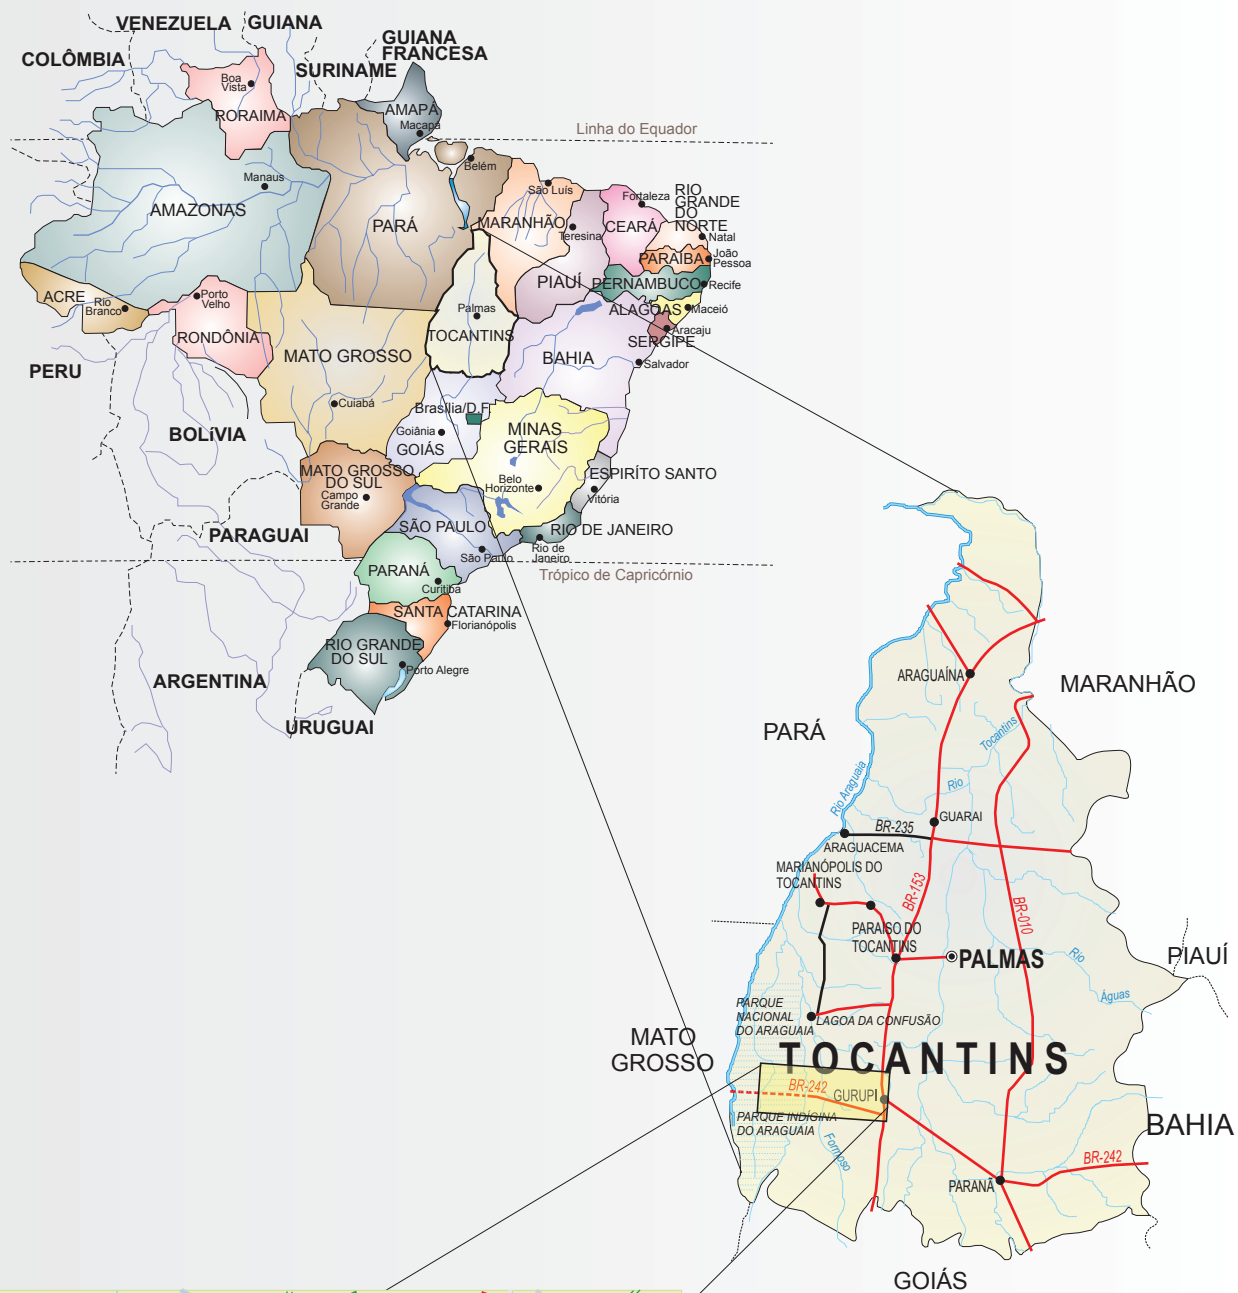 VENEZUELA
GUIANA
GUIANA
FRANCESA
COLÔMBIA
SURINAME
Boa
Vista
RORAIMA
AMAPÁ
Macapá
Linha do Equador
Belém
Manaus
AMAZONAS
PARÁ
São Luís
MARANHÃO
Teresina
Fortaleza
CEARÁ
RIO
GRANDE
DO
NORTE
Natal
PARAÍBA
João
Pessoa
PIAUÍ
PERNAMBUCO
Recife
ACRE
Rio
Branco
Porto
Velho
RONDÔNIA
Palmas
TOCANTINS
ALAGOAS
Maceió
Aracaju
SERGIPE
MATO GROSSO
BAHIA
Salvador
PERU
Cuiabá
Brasília/D.F
Goiânia
GOIÁS
MINAS
GERAIS
BOLíVIA
MATO GROSSO
DO SUL
Campo
Grande
Belo
Horizonte
ESPIRÍTO SANTO
Vitória
PARAGUAI
SÃO PAULO
São Paulo
RIO DE JANEIRO
Rio de
Janeiro
PARANÁ
Curitiba
Trópico de Capricórnio
SANTA CATARINA
Florianópolis
RIO GRANDE
DO SUL
Porto Alegre
ARGENTINA
URUGUAI
ARAGUAÍNA
MARANHÃO
PARÁ
Tocantins
Rio Araguaia
Rio
GUARAI
BR-235
ARAGUACEMA
MARIANÓPOLIS DO
TOCANTINS
BR-153
BR-010
PARAISO DO
TOCANTINS
PALMAS
Rio
PIAUÍ
Águas
PARQUE
NACIONAL
DO ARAGUAIA
LAGOA DA CONFUSÃO
MATO
GROSSO
TOCANTINS
BR-242
GURUPÍ
PARQUE INDÍGINA
DO ARAGUAIA
Formoso
BAHIA
BR-242
PARANÃ
GOIÁS